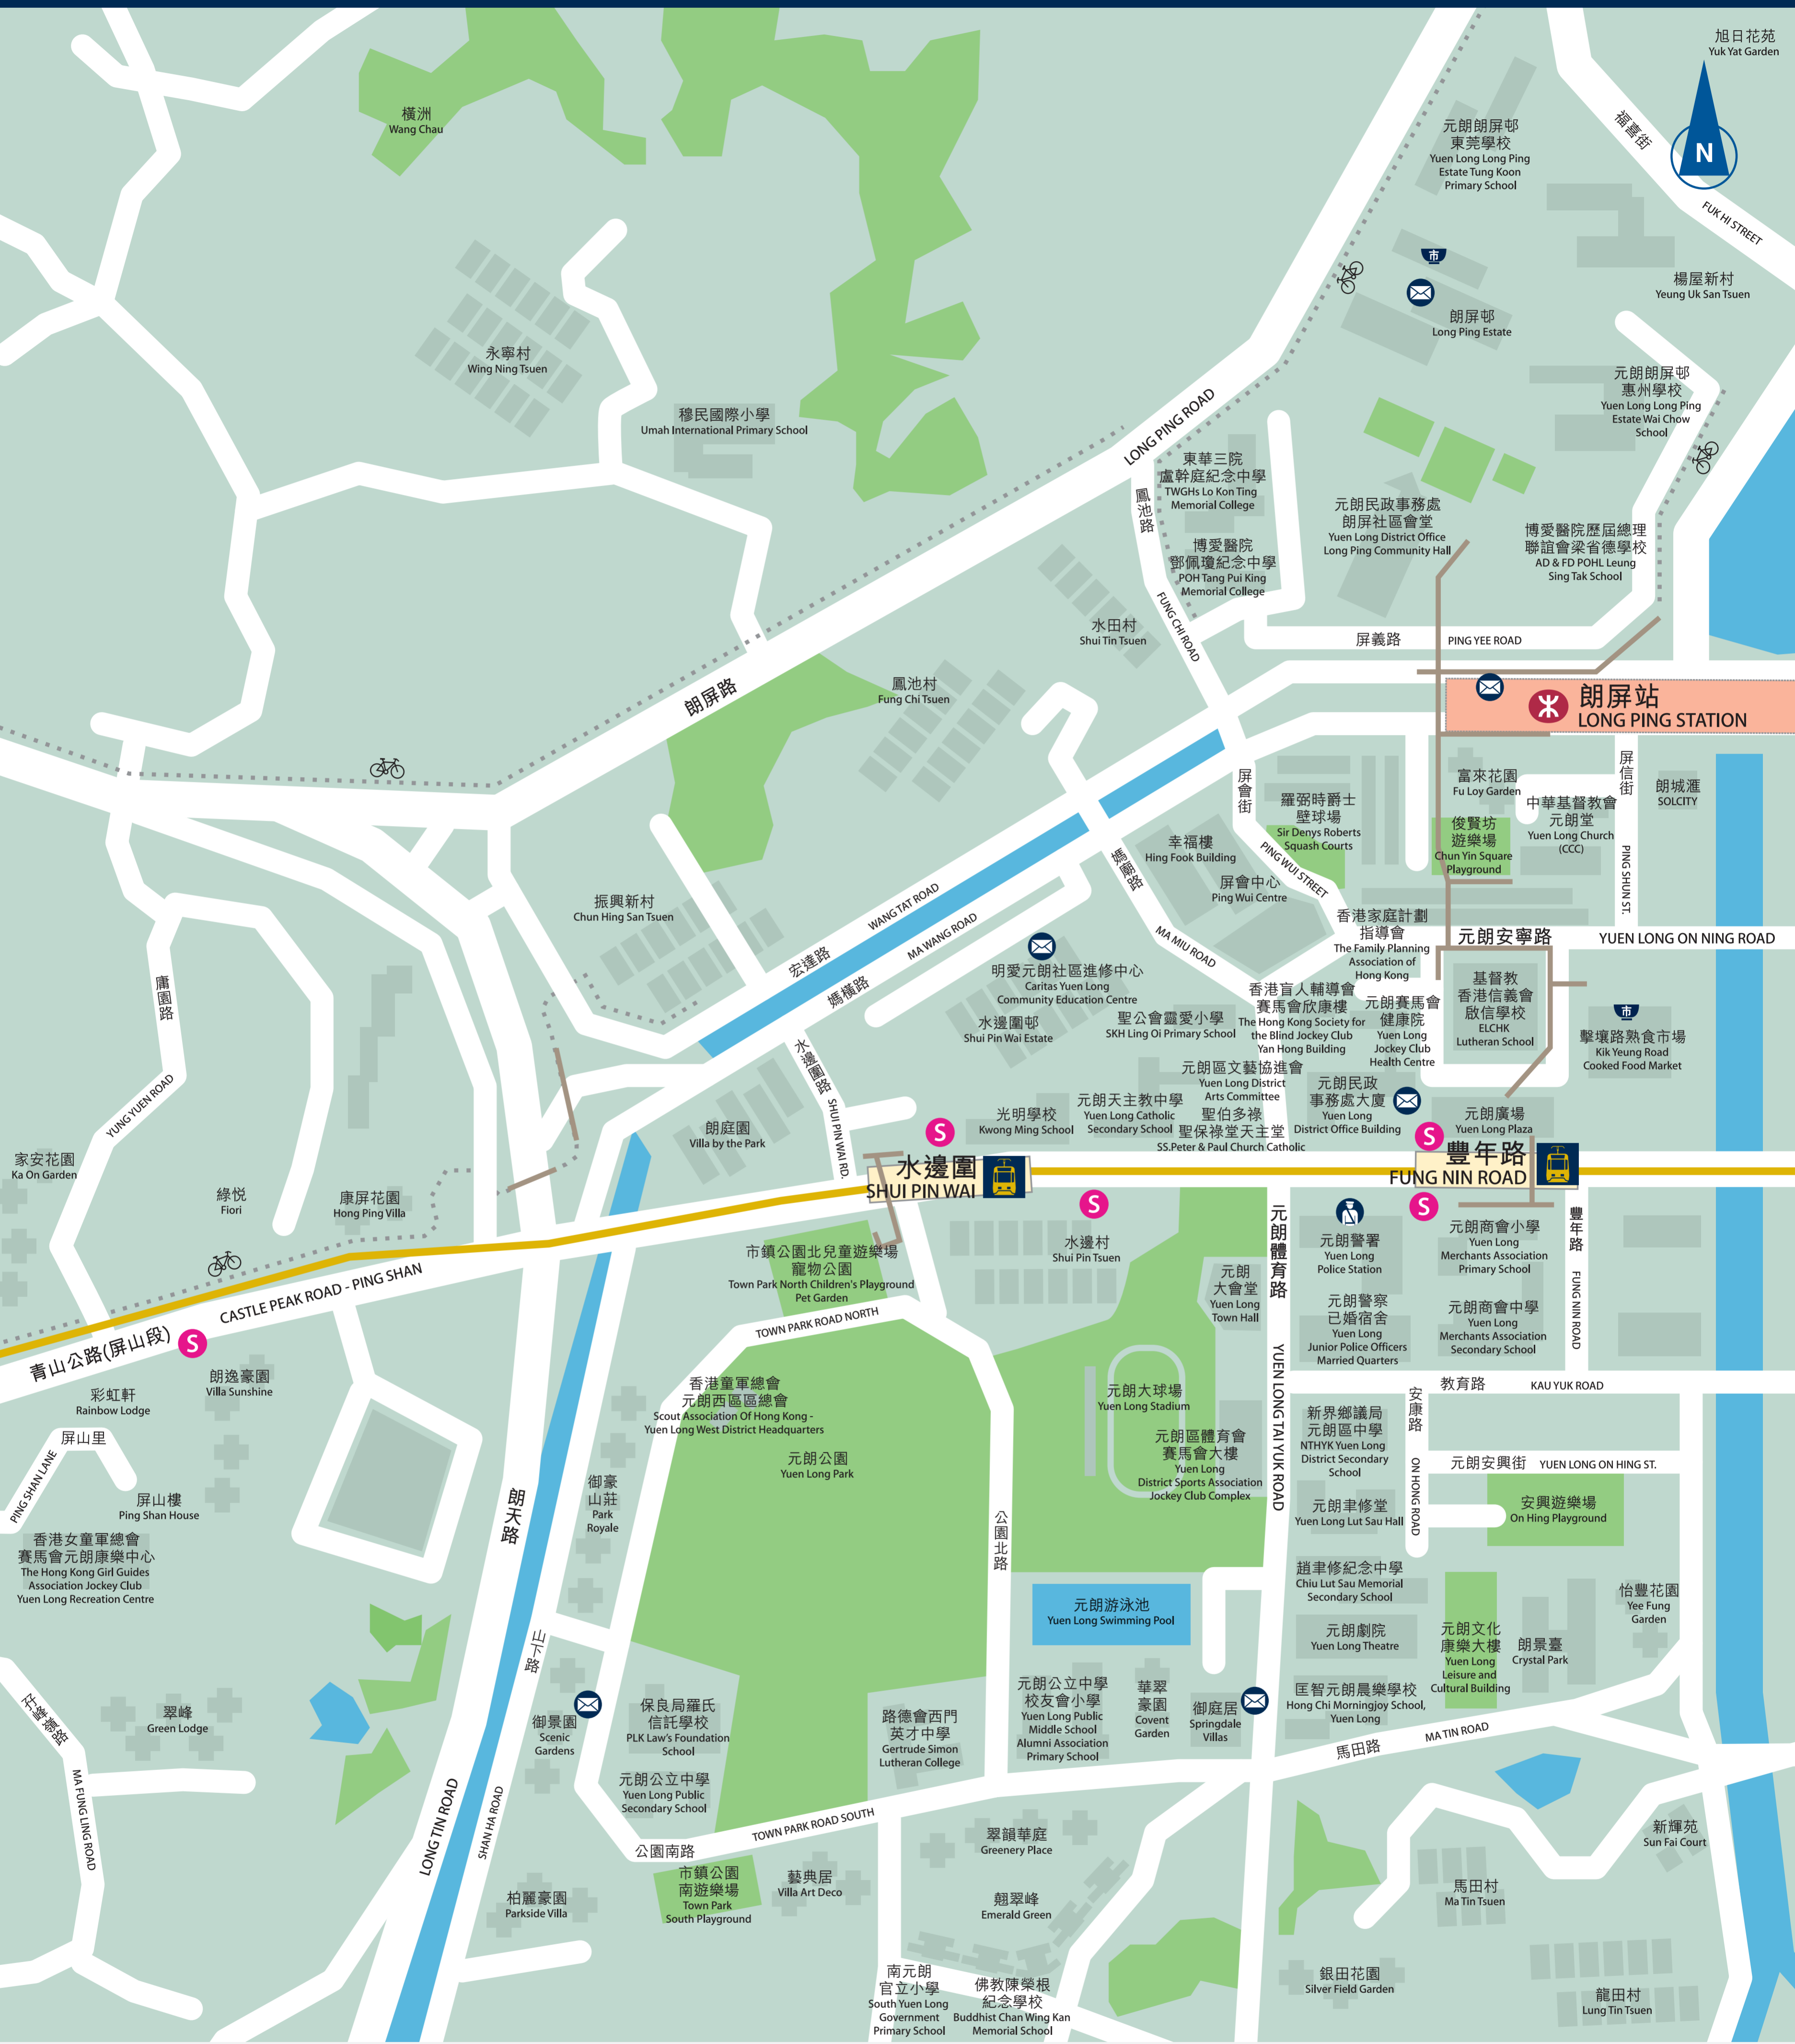 旭日花苑
Yuk Yat Garden
福喜街
FUK HI STREET
N
橫洲
Wang Chau
元朗朗屏邨
東莞學校
Yuen Long Long Ping
Estate Tung Koon
Primary School
市
楊屋新村
Yeung Uk San Tsuen
朗屏邨
Long Ping Estate
永寧村
Wing Ning Tsuen
穆民國際小學
Umah International Primary School
元朗朗屏邨
惠州學校
Yuen Long Long Ping
Estate Wai Chow
School
LONG PING ROAD
東華三院
盧幹庭紀念中學
TWGHs Lo Kon Ting
Memorial College
鳳池路
元朗民政事務處
朗屏社區會堂
Yuen Long District Office
Long Ping Community Hall
博愛醫院歷屆總理
聯誼會梁省德學校
AD & FD POHL Leung
Sing Tak School
博愛醫院
鄧佩瓊紀念中學
POH Tang Pui King
Memorial College
FUNG CHI ROAD
水田村
Shui Tin Tsuen
屏義路
PING YEE ROAD
朗屏路
鳳池村
Fung Chi Tsuen
朗屏站
LONG PING STATION
屏會街
富來花園
Fu Loy Garden
屏信街
朗城滙
SOLCITY
羅弼時爵士
壁球場
Sir Denys Roberts
Squash Courts
中華基督教會
元朗堂
Yuen Long Church
(CCC)
俊賢坊
遊樂場
Chun Yin Square
Playground
幸福樓
Hing Fook Building
媽廟路
PING WUI STREET
PING SHUN ST.
屏會中心
Ping Wui Centre
振興新村
Chun Hing San Tsuen
WANG TAT ROAD
宏達路
MA WANG ROAD
媽橫路
MA MIU ROAD
香港家庭計劃
指導會
The Family Planning
Association of
Hong Kong
元朗安寧路
YUEN LONG ON NING ROAD
明愛元朗社區進修中心
Caritas Yuen Long
Community Education Centre
基督教
香港信義會
啟信學校
ELCHK
Lutheran School
庸園路
水邊圍邨
Shui Pin Wai Estate
聖公會靈愛小學
SKH Ling Oi Primary School
香港盲人輔導會
賽馬會欣康樓
The Hong Kong Society for
the Blind Jockey Club
Yan Hong Building
元朗賽馬會
健康院
Yuen Long
Jockey Club
Health Centre
市
擊壤路熟食市場
Kik Yeung Road
Cooked Food Market
水邊圍路
SHUI PIN WAI RD.
元朗區文藝協進會
Yuen Long District
Arts Committee
元朗民政
事務處大廈
Yuen Long
District Office Building
YUNG YUEN ROAD
朗庭園
Villa by the Park
S
光明學校
Kwong Ming School
元朗天主教中學
Yuen Long Catholic
Secondary School
聖伯多祿
聖保祿堂天主堂
SS.Peter & Paul Church Catholic
元朗廣場
Yuen Long Plaza
S
家安花園
Ka On Garden
水邊圍
SHUI PIN WAI
豐年路
FUNG NIN ROAD
綠悦
Fiori
康屏花園
Hong Ping Villa
S
S
元朗體育路
元朗警署
Yuen Long
Police Station
元朗商會小學
Yuen Long
Merchants Association
Primary School
豐年路
FUNG NIN ROAD
水邊村
Shui Pin Tsuen
市鎮公園北兒童遊樂場
寵物公園
Town Park North Children's Playground
Pet Garden
元朗
大會堂
Yuen Long
Town Hall
CASTLE PEAK ROAD - PING SHAN
青山公路(屏山段)
S
元朗警察
已婚宿舍
Yuen Long
Junior Police Officers
Married Quarters
元朗商會中學
Yuen Long
Merchants Association
Secondary School
TOWN PARK ROAD NORTH
YUEN LONG TAI YUK ROAD
教育路
KAU YUK ROAD
朗逸豪園
Villa Sunshine
彩虹軒
Rainbow Lodge
香港童軍總會
元朗西區區總會
Scout Association Of Hong Kong -
Yuen Long West District Headquarters
元朗大球場
Yuen Long Stadium
安康路
ON HONG ROAD
新界鄉議局
元朗區中學
NTHYK Yuen Long
District Secondary
School
屏山里
PING SHAN LANE
元朗公園
Yuen Long Park
元朗區體育會
賽馬會大樓
Yuen Long
District Sports Association
Jockey Club Complex
元朗安興街
YUEN LONG ON HING ST.
屏山樓
Ping Shan House
朗天路
御豪
山莊
Park
Royale
公園北路
元朗聿修堂
Yuen Long Lut Sau Hall
安興遊樂場
On Hing Playground
香港女童軍總會
賽馬會元朗康樂中心
The Hong Kong Girl Guides
Association Jockey Club
Yuen Long Recreation Centre
趙聿修紀念中學
Chiu Lut Sau Memorial
Secondary School
怡豐花園
Yee Fung
Garden
元朗游泳池
Yuen Long Swimming Pool
元朗劇院
Yuen Long Theatre
元朗文化
康樂大樓
Yuen Long
Leisure and
Cultural Building
朗景臺
Crystal Park
山下路
孖峰嶺路
翠峰
Green Lodge
御景園
Scenic
Gardens
保良局羅氏
信託學校
PLK Law's Foundation
School
路德會西門
英才中學
Gertrude Simon
Lutheran College
元朗公立中學
校友會小學
Yuen Long Public
Middle School
Alumni Association
Primary School
華翠
豪園
Covent
Garden
御庭居
Springdale
Villas
匡智元朗晨樂學校
Hong Chi Morningjoy School,
Yuen Long
MA TIN ROAD
馬田路
元朗公立中學
Yuen Long Public
Secondary School
MA FUNG LING ROAD
LONG TIN ROAD
SHAN HA ROAD
TOWN PARK ROAD SOUTH
公園南路
翠韻華庭
Greenery Place
新輝苑
Sun Fai Court
市鎮公園
南遊樂場
Town Park
South Playground
藝典居
Villa Art Deco
柏麗豪園
Parkside Villa
翹翠峰
Emerald Green
馬田村
Ma Tin Tsuen
南元朗
官立小學
South Yuen Long
Government
Primary School
佛教陳榮根
紀念學校
Buddhist Chan Wing Kan
Memorial School
銀田花園
Silver Field Garden
龍田村
Lung Tin Tsuen